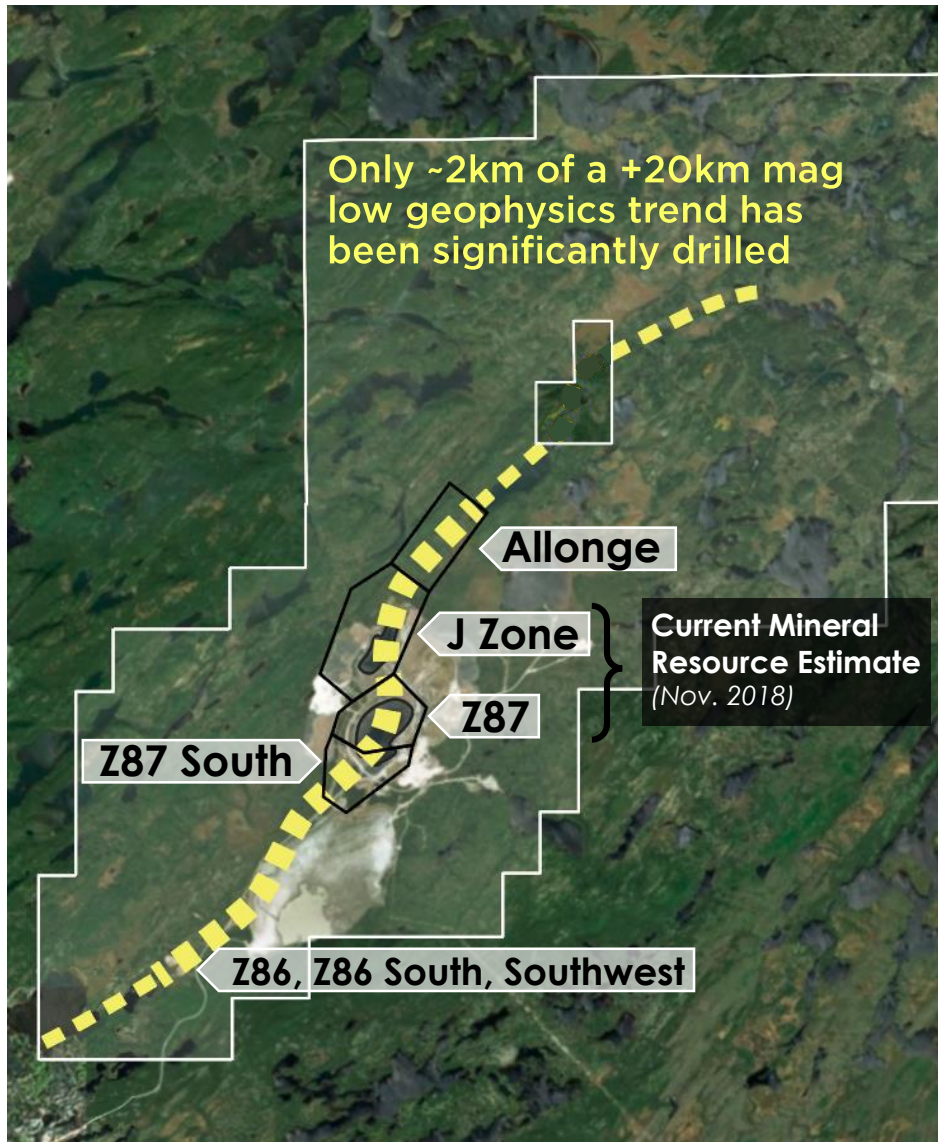 Only ~2km of a +20km mag
low geophysics trend has
been significantly drilled
Allonge
J Zone
Current Mineral
Resource Estimate
(Nov. 2018)
Z87
Z87 South
Z86, Z86 South, Southwest